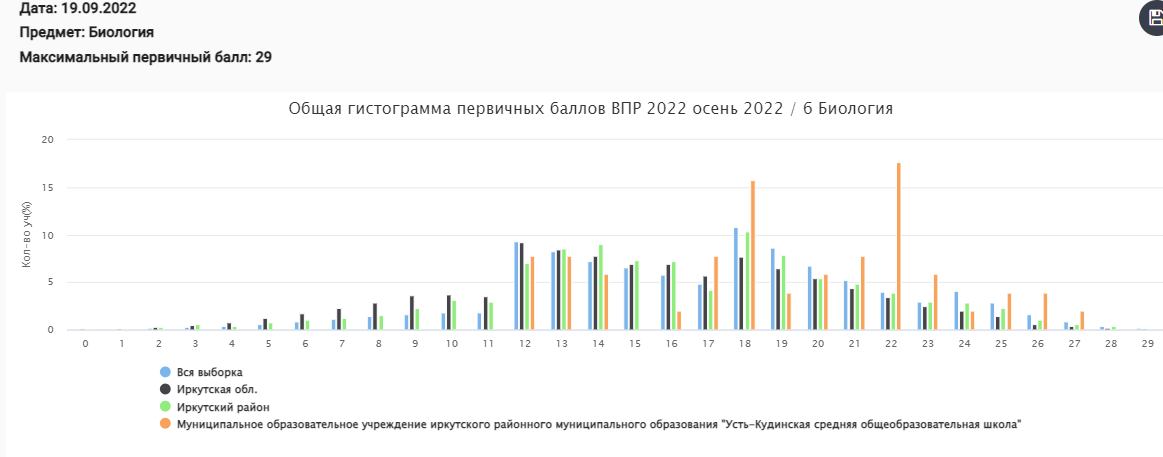 Дата: 19.09.2022
Предмет: Биология
Максимальный первичный балл: 29
Общая гистограмма первичных баллов ВПР 2022 осень 2022 / 6 Биология
Кол-во уч(%)
20
15
10
5
0
0 1 2 3 4 5 6 7 8 9 10 11 12 13 14 15 16 17 18 19 20 21 22 23 24 25 26 27 28 29
Вся выборка
Иркутская обл.
Иркутский район
Муниципальное образовательное учреждение иркутского районного муниципального образования "Усть-Кудинская средняя общеобразовательная школа"